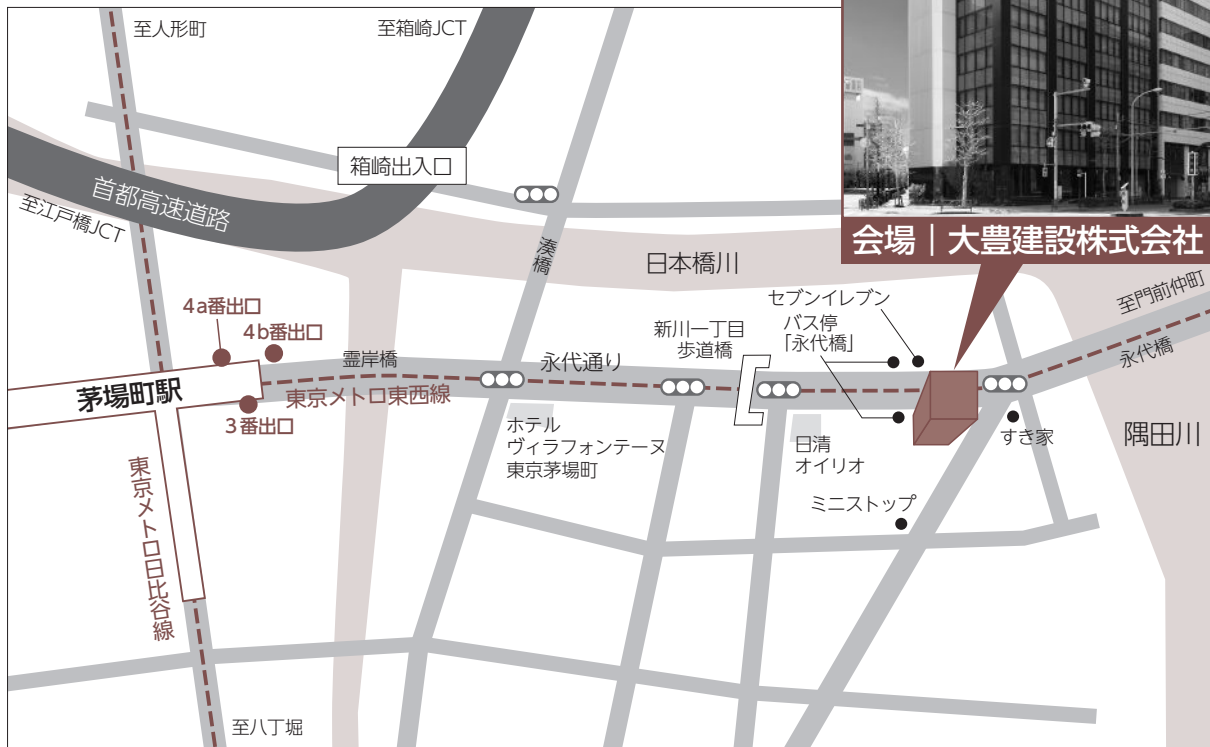 至人形町
至箱崎JCT
箱崎出入口
首都高速道路
至江戸橋JCT
湊橋
日本橋川
会場｜大豊建設株式会社
セブンイレブン
バス停
「永代橋」
至門前仲町
永代橋
4a番出口
4b番出口
新川一丁目
歩道橋
霊岸橋
永代通り
茅場町駅
東京メトロ東西線
3番出口
ホテル
ヴィラフォンテーヌ
東京茅場町
日清
オイリオ
すき家
隅田川
ミニストップ
東京メトロ日比谷線
至八丁堀